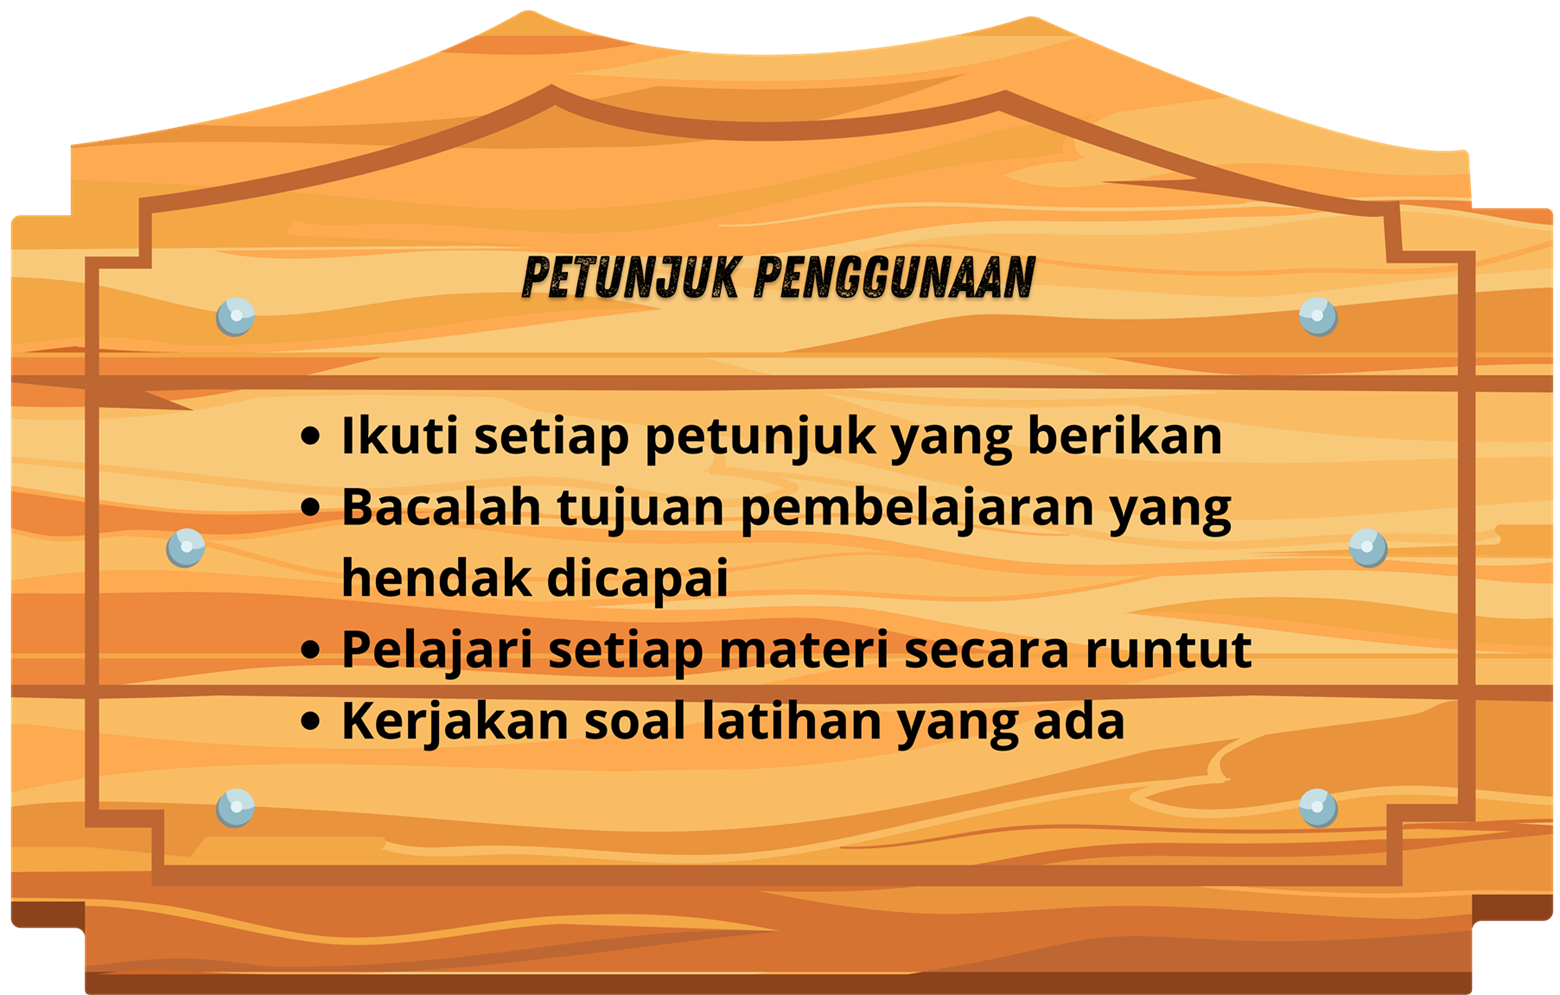 PETUNJUK PENGGUNAAN
• Ikuti setiap petunjuk yang berikan
• Bacalah tujuan pembelajaran yang
hendak dicapai
• Pelajari setiap materi secara runtut
• Kerjakan soal latihan yang ada